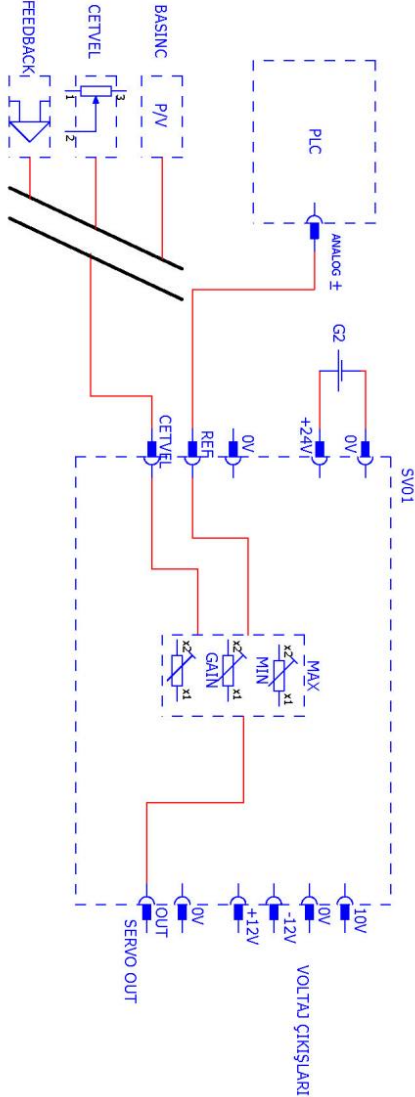 FEEDBACK
CETVEL
1
2
3
BASINC
P/V
PLC
ANALOG ±
G2
SV01
CETVEL
REF
0V
+24V
0V
MAX
x2
x1
MIN
x2
x1
GAIN
x2
x1
OUT
SERVO OUT
0V
+12V
-12V
0V
10V
VOLTAJ ÇIKIŞLARI